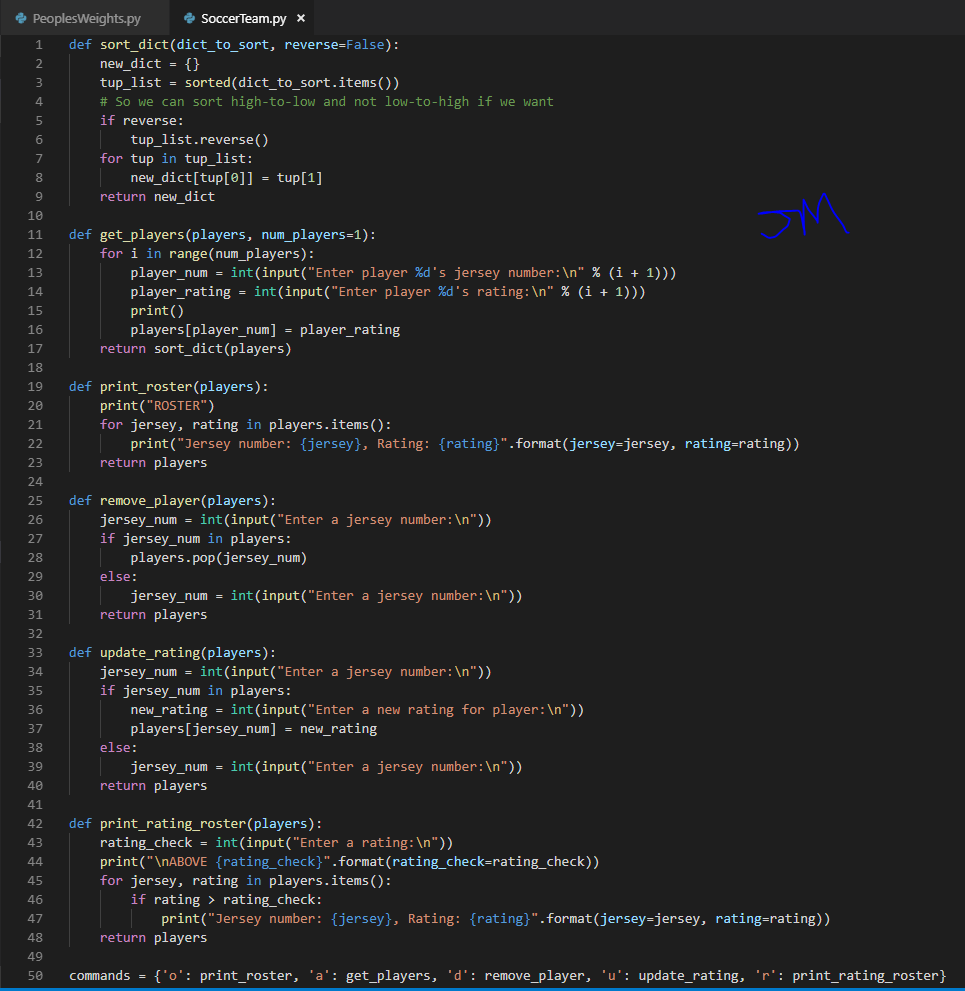 PeoplesWeights.py SoccerTeam.py ×
1 def sort_dict(dict_to_sort, reverse=False):
2 new_dict = {}
3 tup_list = sorted(dict_to_sort.items())
4 # So we can sort high-to-low and not low-to-high if we want
5 if reverse:
6 tup_list.reverse()
7 for tup in tup_list:
8 new_dict[tup[0]] = tup[1]
9 return new_dict
JM
10
11 def get_players(players, num_players=1):
12 for i in range(num_players):
13 player_num = int(input("Enter player %d's jersey number:\n" % (i + 1)))
14 player_rating = int(input("Enter player %d's rating:\n" % (i + 1)))
15 print()
16 players[player_num] = player_rating
17 return sort_dict(players)
18
19 def print_roster(players):
20 print("ROSTER")
21 for jersey, rating in players.items():
22 print("Jersey number: {jersey}, Rating: {rating}".format(jersey=jersey, rating=rating))
23 return players
24
25 def remove_player(players):
26 jersey_num = int(input("Enter a jersey number:\n"))
27 if jersey_num in players:
28 players.pop(jersey_num)
29 else:
30 jersey_num = int(input("Enter a jersey number:\n"))
31 return players
32
33 def update_rating(players):
34 jersey_num = int(input("Enter a jersey number:\n"))
35 if jersey_num in players:
36 new_rating = int(input("Enter a new rating for player:\n"))
37 players[jersey_num] = new_rating
38 else:
39 jersey_num = int(input("Enter a jersey number:\n"))
40 return players
41
42 def print_rating_roster(players):
43 rating_check = int(input("Enter a rating:\n"))
44 print("\nABOVE {rating_check}".format(rating_check=rating_check))
45 for jersey, rating in players.items():
46 if rating > rating_check:
47 print("Jersey number: {jersey}, Rating: {rating}".format(jersey=jersey, rating=rating))
48 return players
49
50 commands = {'o': print_roster, 'a': get_players, 'd': remove_player, 'u': update_rating, 'r': print_rating_roster}